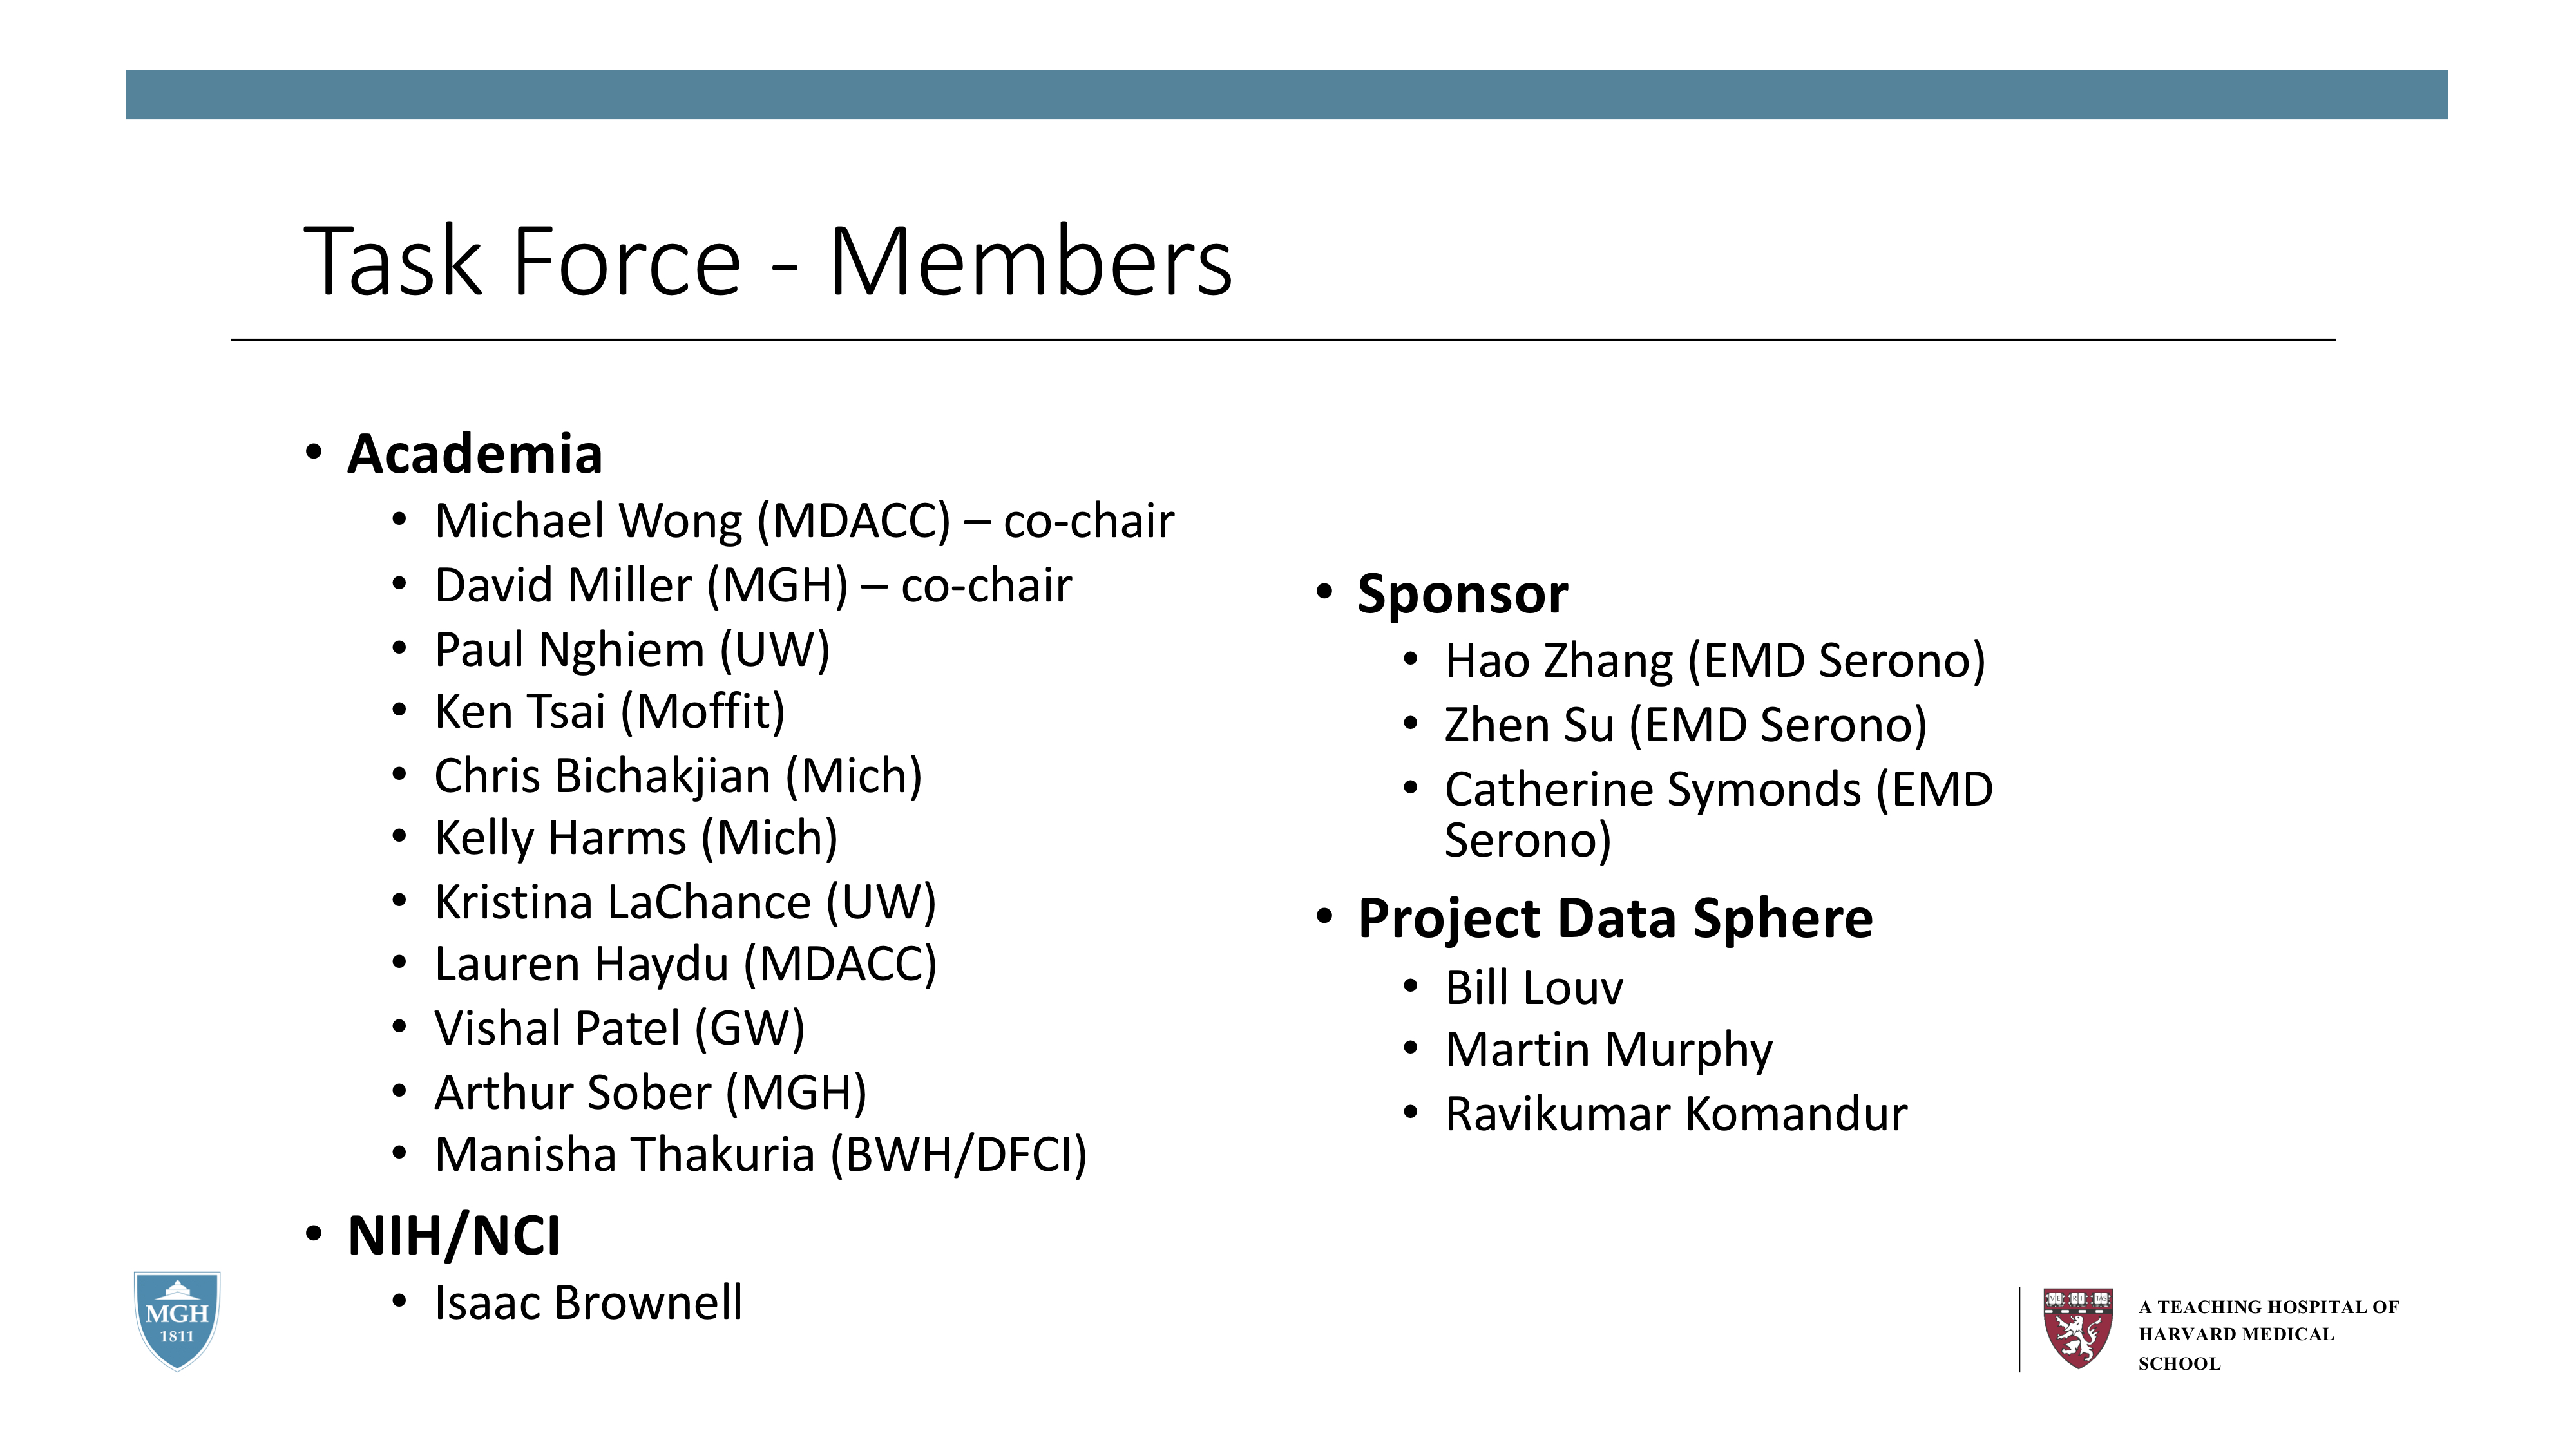 Task Force - Members
• Academia
• Michael Wong (MDACC) – co-chair
• David Miller (MGH) – co-chair
• Paul Nghiem (UW)
• Ken Tsai (Moffit)
• Chris Bichakjian (Mich)
• Kelly Harms (Mich)
• Kristina LaChance (UW)
• Lauren Haydu (MDACC)
• Vishal Patel (GW)
• Arthur Sober (MGH)
• Manisha Thakuria (BWH/DFCI)
• NIH/NCI
• Isaac Brownell
• Sponsor
• Hao Zhang (EMD Serono)
• Zhen Su (EMD Serono)
• Catherine Symonds (EMD
Serono)
• Project Data Sphere
• Bill Louv
• Martin Murphy
• Ravikumar Komandur
MGH
1811
VE RI TAS
A TEACHING HOSPITAL OF
HARVARD MEDICAL
SCHOOL